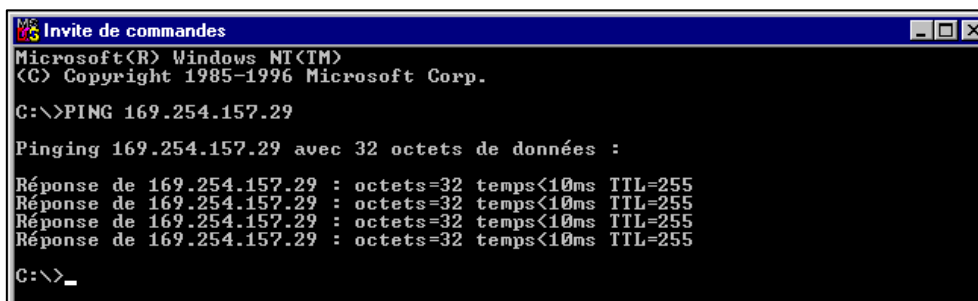 Invite de commandes
Microsoft(R) Windows NT(TM)
(C) Copyright 1985-1996 Microsoft Corp.
C:\>PING 169.254.157.29
Pinging 169.254.157.29 avec 32 octets de données :
Réponse de 169.254.157.29 : octets=32 temps<10ms TTL=255
Réponse de 169.254.157.29 : octets=32 temps<10ms TTL=255
Réponse de 169.254.157.29 : octets=32 temps<10ms TTL=255
Réponse de 169.254.157.29 : octets=32 temps<10ms TTL=255
C:\>